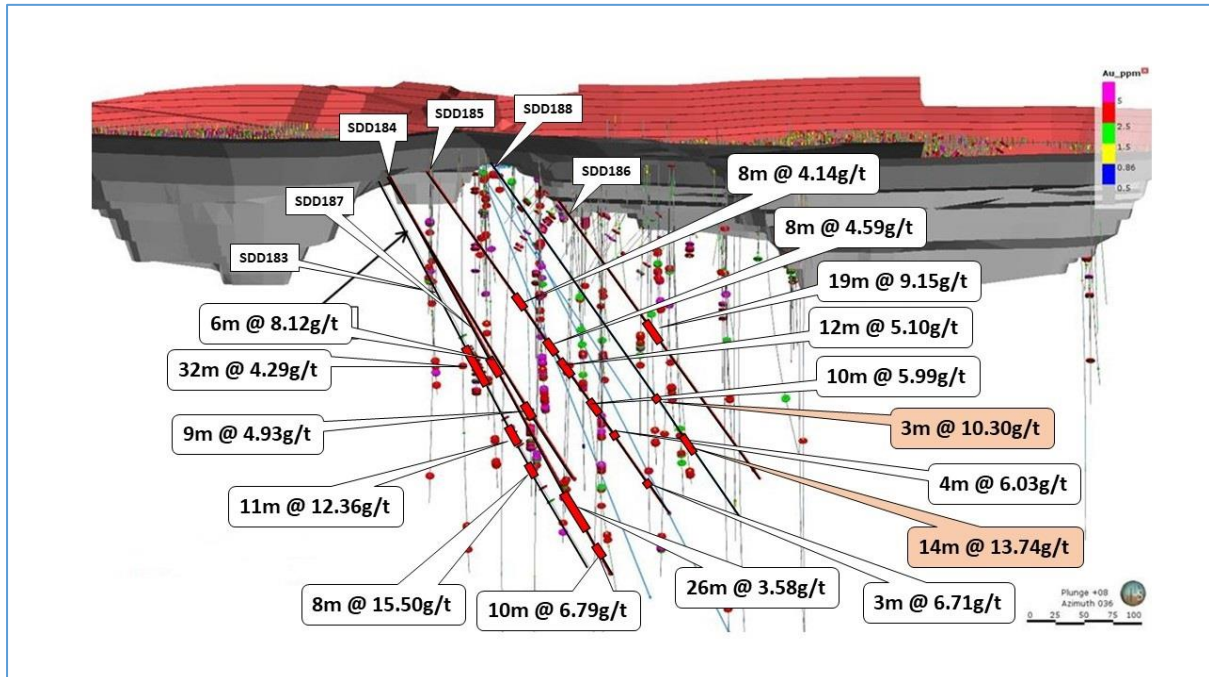 Au_ppm
5
2.5
1.5
0.86
0.5
SDD188
SDD185
SDD184
SDD186
SDD187
SDD183
8m @ 4.14g/t
8m @ 4.59g/t
19m @ 9.15g/t
12m @ 5.10g/t
10m @ 5.99g/t
3m @ 10.30g/t
4m @ 6.03g/t
14m @ 13.74g/t
3m @ 6.71g/t
6m @ 8.12g/t
32m @ 4.29g/t
9m @ 4.93g/t
11m @ 12.36g/t
8m @ 15.50g/t
10m @ 6.79g/t
26m @ 3.58g/t
Plunge +08
Azimuth 036
0 25 50 75 100